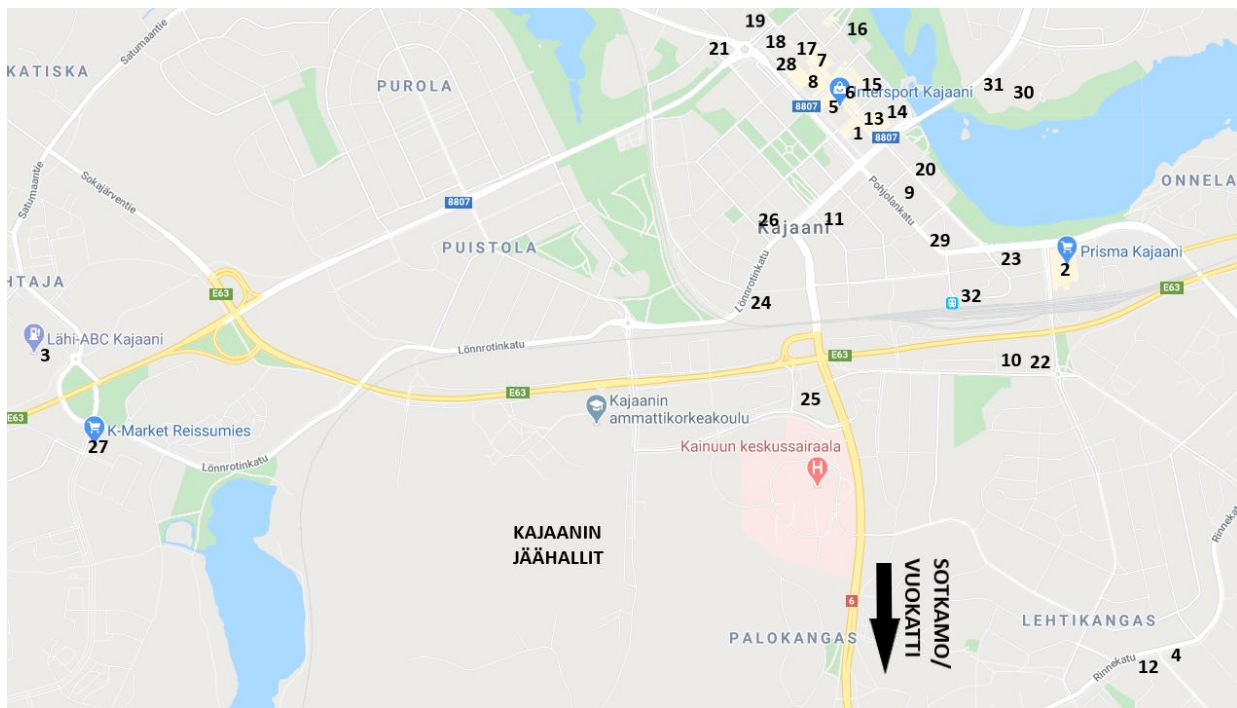 19
16
18
17
21
7
28
KATISKA
Satumaantie
PUROLA
8
15
31
30
6
Intersport Kajaani
8807
5
14
13
1
8807
Satumaantie
Sokajärventie
20
Pohjolankatu
ONNELA
9
8807
26
11
Kajaani
PUISTOLA
29
Prisma Kajaani
23
2
HTAJA
E63
E63
Lönnrotinkatu
24
32
Lähi-ABC Kajaani
3
Lönnrotinkatu
E63
10
22
E63
E63
Kajaanin
ammattikorkeakoulu
25
K-Market Reissumies
27
Kainuun keskussairaala
H
Lönnrotinkatu
KAJAANIN
JÄÄHALLIT
Rinnekatu
SOTKAMO/
VUOKATTI
6
LEHTIKANGAS
PALOKANGAS
4
Rinnekatu
12